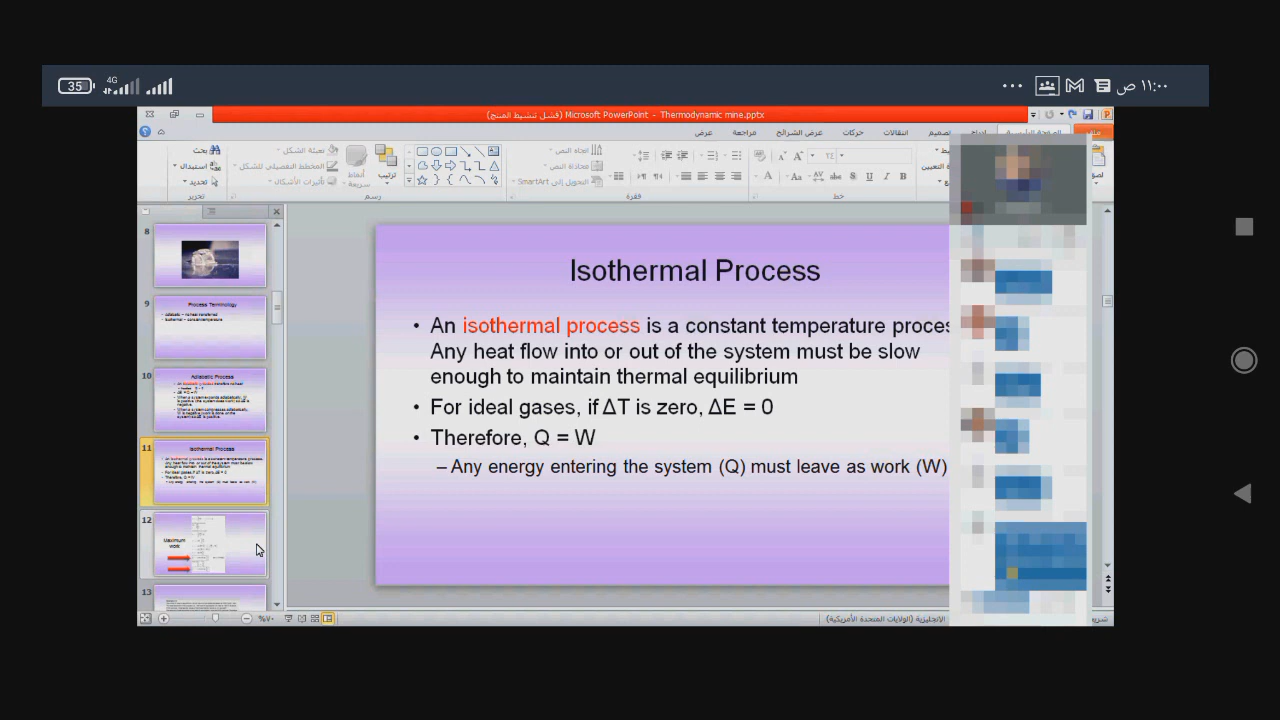 35
4G
١١:٠٠ ص
Microsoft PowerPoint - Thermodynamic mine.pptx (فشل تنشيط المنتج)
الصفحة الرئيسية
تصميم
الانتقالات
حركات
عرض الشرائح
مراجعة
عرض
بحث
استبدال
تحديد
تحرير
تعبئة الشكل
المخطط التفصيلي للشكل
تأثيرات الأشكال
أنماط سريعة
ترتيب
رسم
اتجاه النص
محاذاة النص
التحويل إلى SmartArt
فقرة
خط
8
9
Process Terminology
10
Adiabatic Process
11
Isothermal Process
12
Maximum
work
13
Isothermal Process
• An isothermal process is a constant temperature
Any heat flow into or out of the system must be slow
enough to maintain thermal equilibrium
• For ideal gases, if ΔT is zero, ΔE = 0
• Therefore, Q = W
– Any energy entering the system (Q) must leave as work (W)
%٧٠
الإنجليزية (الولايات المتحدة الأمريكية)